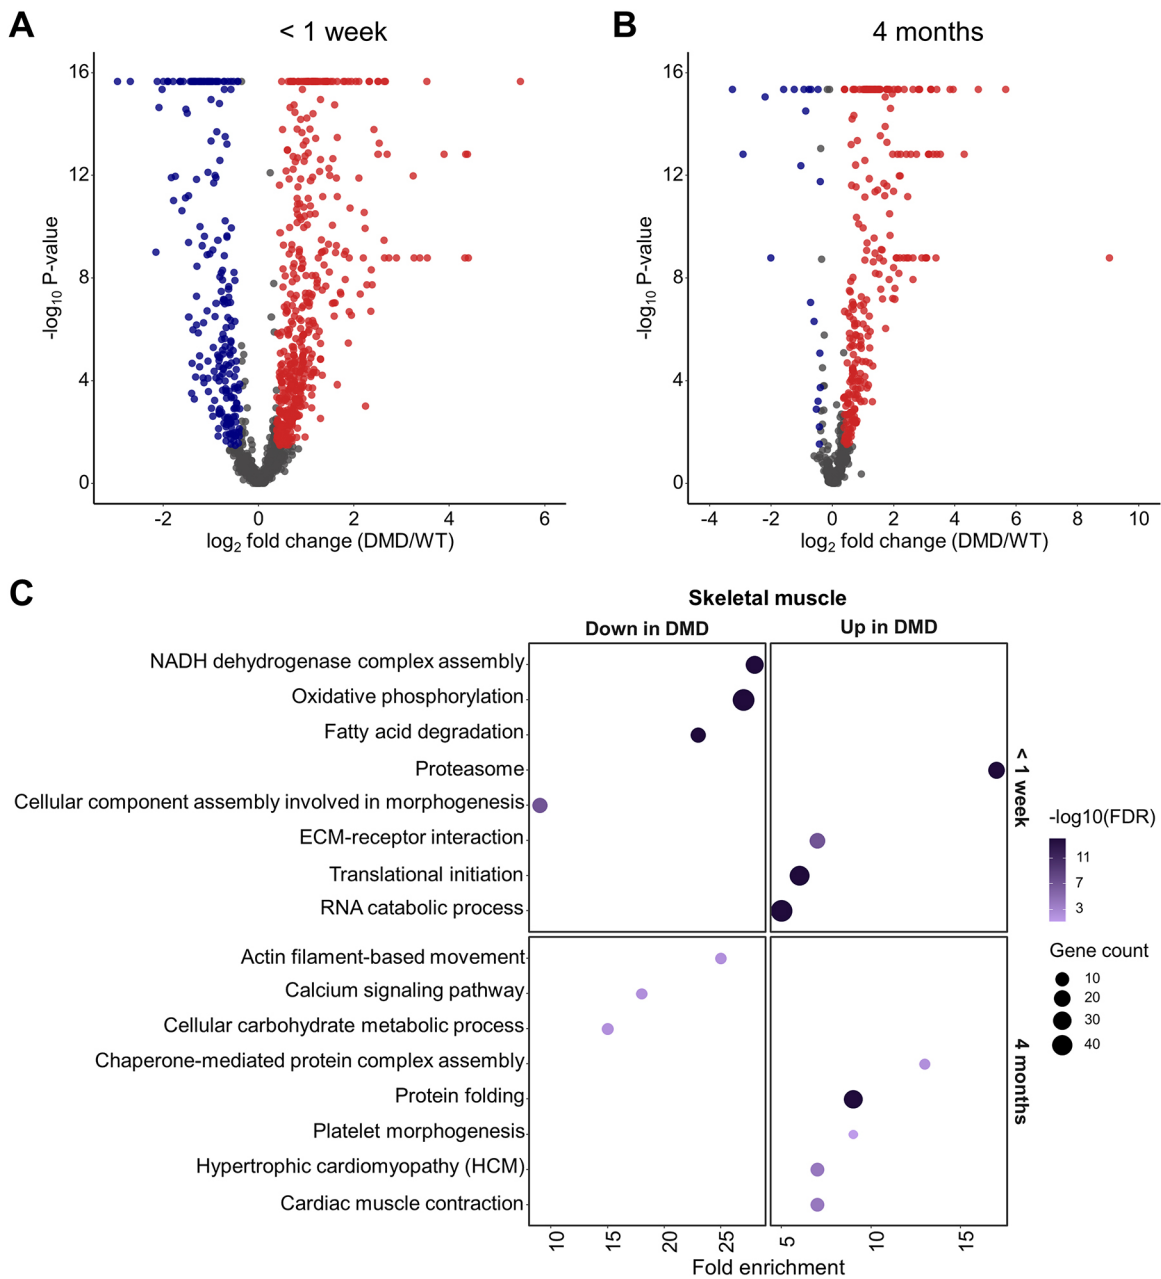 A
< 1 week
16
12
8
4
0
-log10 P-value
-2
0
2
4
6
log2 fold change (DMD/WT)
B
4 months
16
12
8
4
0
-log10 P-value
-4
-2
0
2
4
6
8
10
log2 fold change (DMD/WT)
C
Skeletal muscle
Down in DMD
Up in DMD
NADH dehydrogenase complex assembly
Oxidative phosphorylation
Fatty acid degradation
Proteasome
Cellular component assembly involved in morphogenesis
ECM-receptor interaction
Translational initiation
RNA catabolic process
< 1 week
Actin filament-based movement
Calcium signaling pathway
Cellular carbohydrate metabolic process
Chaperone-mediated protein complex assembly
Protein folding
Platelet morphogenesis
Hypertrophic cardiomyopathy (HCM)
Cardiac muscle contraction
4 months
10
15
20
25
5
10
15
Fold enrichment
-log10(FDR)
11
7
3
Gene count
10
20
30
40